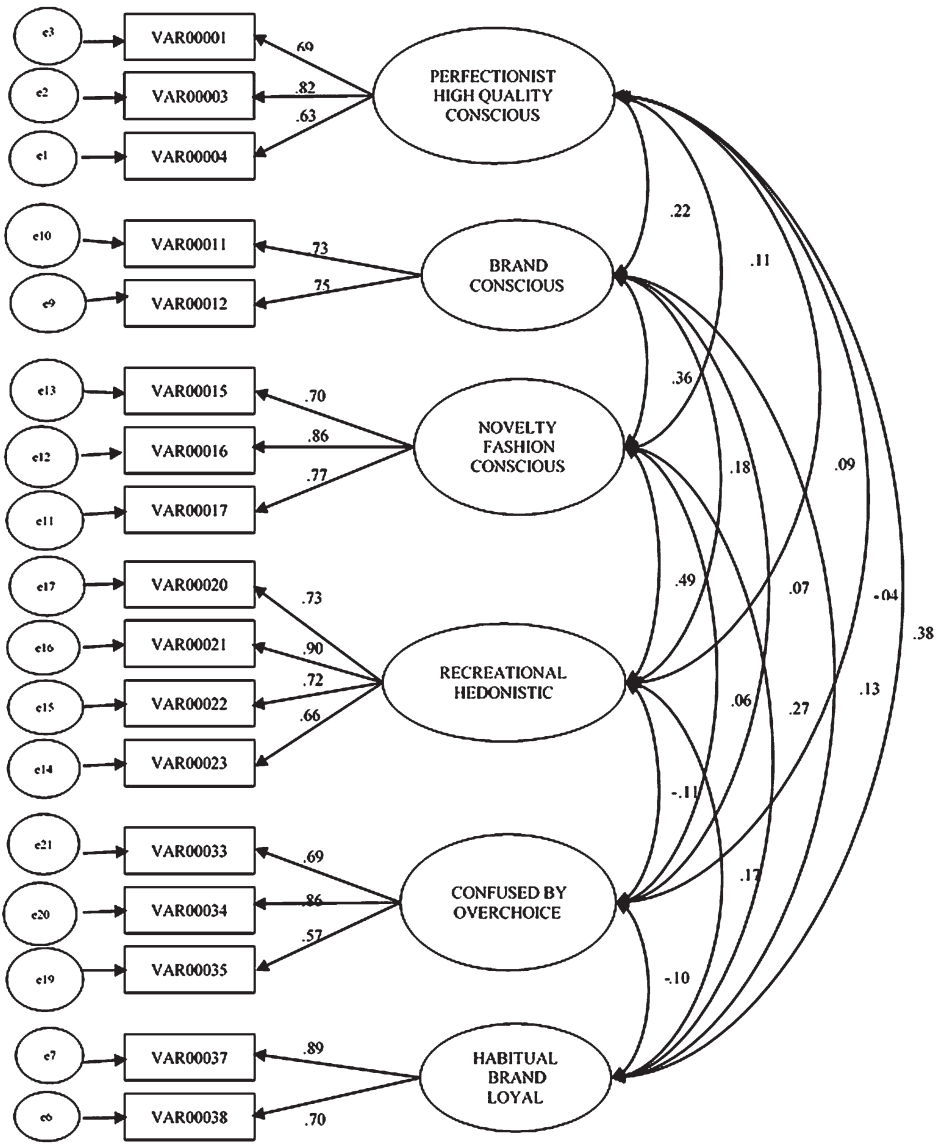 e3
VAR00001
.69
e2
VAR00003
.82
e1
VAR00004
.63
PERFECTIONIST
HIGH QUALITY
CONSCIOUS
e10
VAR00011
.73
e9
VAR00012
.75
BRAND
CONSCIOUS
e13
VAR00015
.70
e12
VAR00016
.86
e11
VAR00017
.77
NOVELTY
FASHION
CONSCIOUS
e17
VAR00020
.73
e16
VAR00021
.90
e15
VAR00022
.72
e14
VAR00023
.66
RECREATIONAL
HEDONISTIC
e21
VAR00033
.69
e20
VAR00034
.86
e19
VAR00035
.57
CONFUSED BY
OVERCHOICE
e7
VAR00037
.89
e6
VAR00038
.70
HABITUAL
BRAND
LOYAL
.22
.11
.36
.18
.09
.49
.07
-.04
.38
.06
.27
.13
-.11
.17
-.10